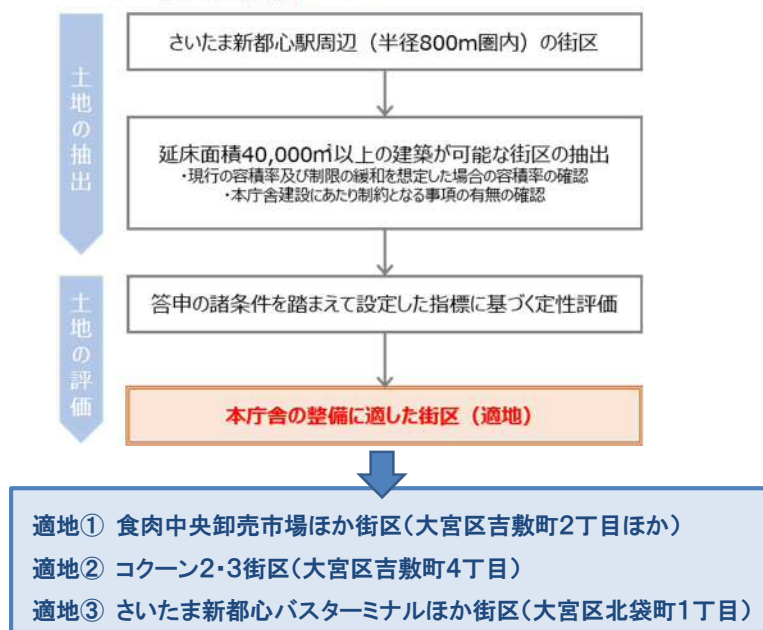 土地の抽出
さいたま新都心駅周辺（半径800m圏内）の街区
延床面積40,000㎡以上の建築が可能な街区の抽出
・現行の容積率及び制限の緩和を想定した場合の容積率の確認
・本庁舎建設にあたり制約となる事項の有無の確認
土地の評価
答申の諸条件を踏まえて設定した指標に基づく定性評価
本庁舎の整備に適した街区（適地）
適地① 食肉中央卸売市場ほか街区（大宮区吉敷町2丁目ほか）
適地② コクーン2・3街区（大宮区吉敷町4丁目）
適地③ さいたま新都心バスターミナルほか街区（大宮区北袋町1丁目）